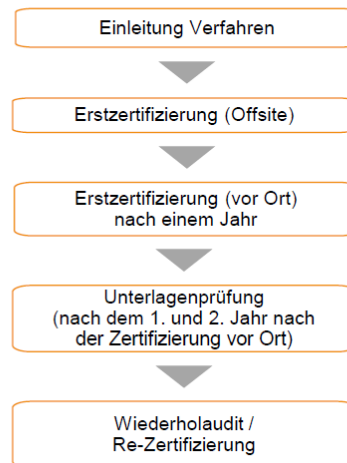 Einleitung Verfahren
Erstzertifizierung (Offsite)
Erstzertifizierung (vor Ort)
nach einem Jahr
Unterlagenprüfung
(nach dem 1. und 2. Jahr nach
der Zertifizierung vor Ort)
Wiederholaudit /
Re-Zertifizierung